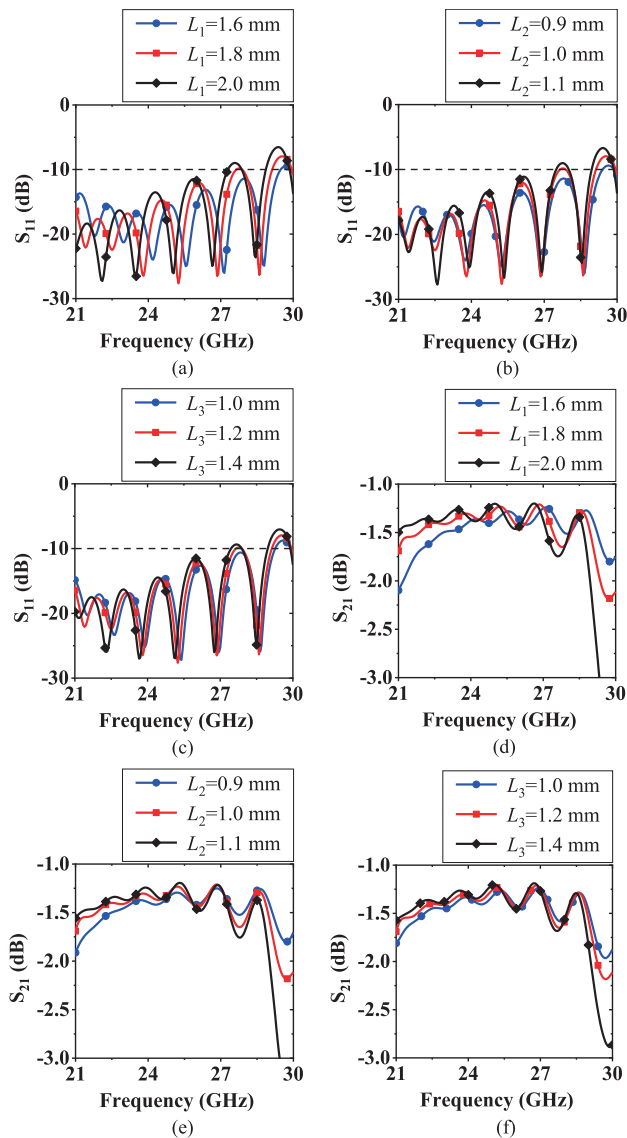 L1=1.6 mm
L1=1.8 mm
L1=2.0 mm
0
-10
-20
-30
S11 (dB)
21 24 27 30
Frequency (GHz)
(a)
L2=0.9 mm
L2=1.0 mm
L2=1.1 mm
0
-10
-20
-30
S11 (dB)
21 24 27 30
Frequency (GHz)
(b)
L3=1.0 mm
L3=1.2 mm
L3=1.4 mm
0
-10
-20
-30
S11 (dB)
21 24 27 30
Frequency (GHz)
(c)
L1=1.6 mm
L1=1.8 mm
L1=2.0 mm
-1.0
-1.5
-2.0
-2.5
-3.0
S21 (dB)
21 24 27 30
Frequency (GHz)
(d)
L2=0.9 mm
L2=1.0 mm
L2=1.1 mm
-1.0
-1.5
-2.0
-2.5
-3.0
S21 (dB)
21 24 27 30
Frequency (GHz)
(e)
L3=1.0 mm
L3=1.2 mm
L3=1.4 mm
-1.0
-1.5
-2.0
-2.5
-3.0
S21 (dB)
21 24 27 30
Frequency (GHz)
(f)